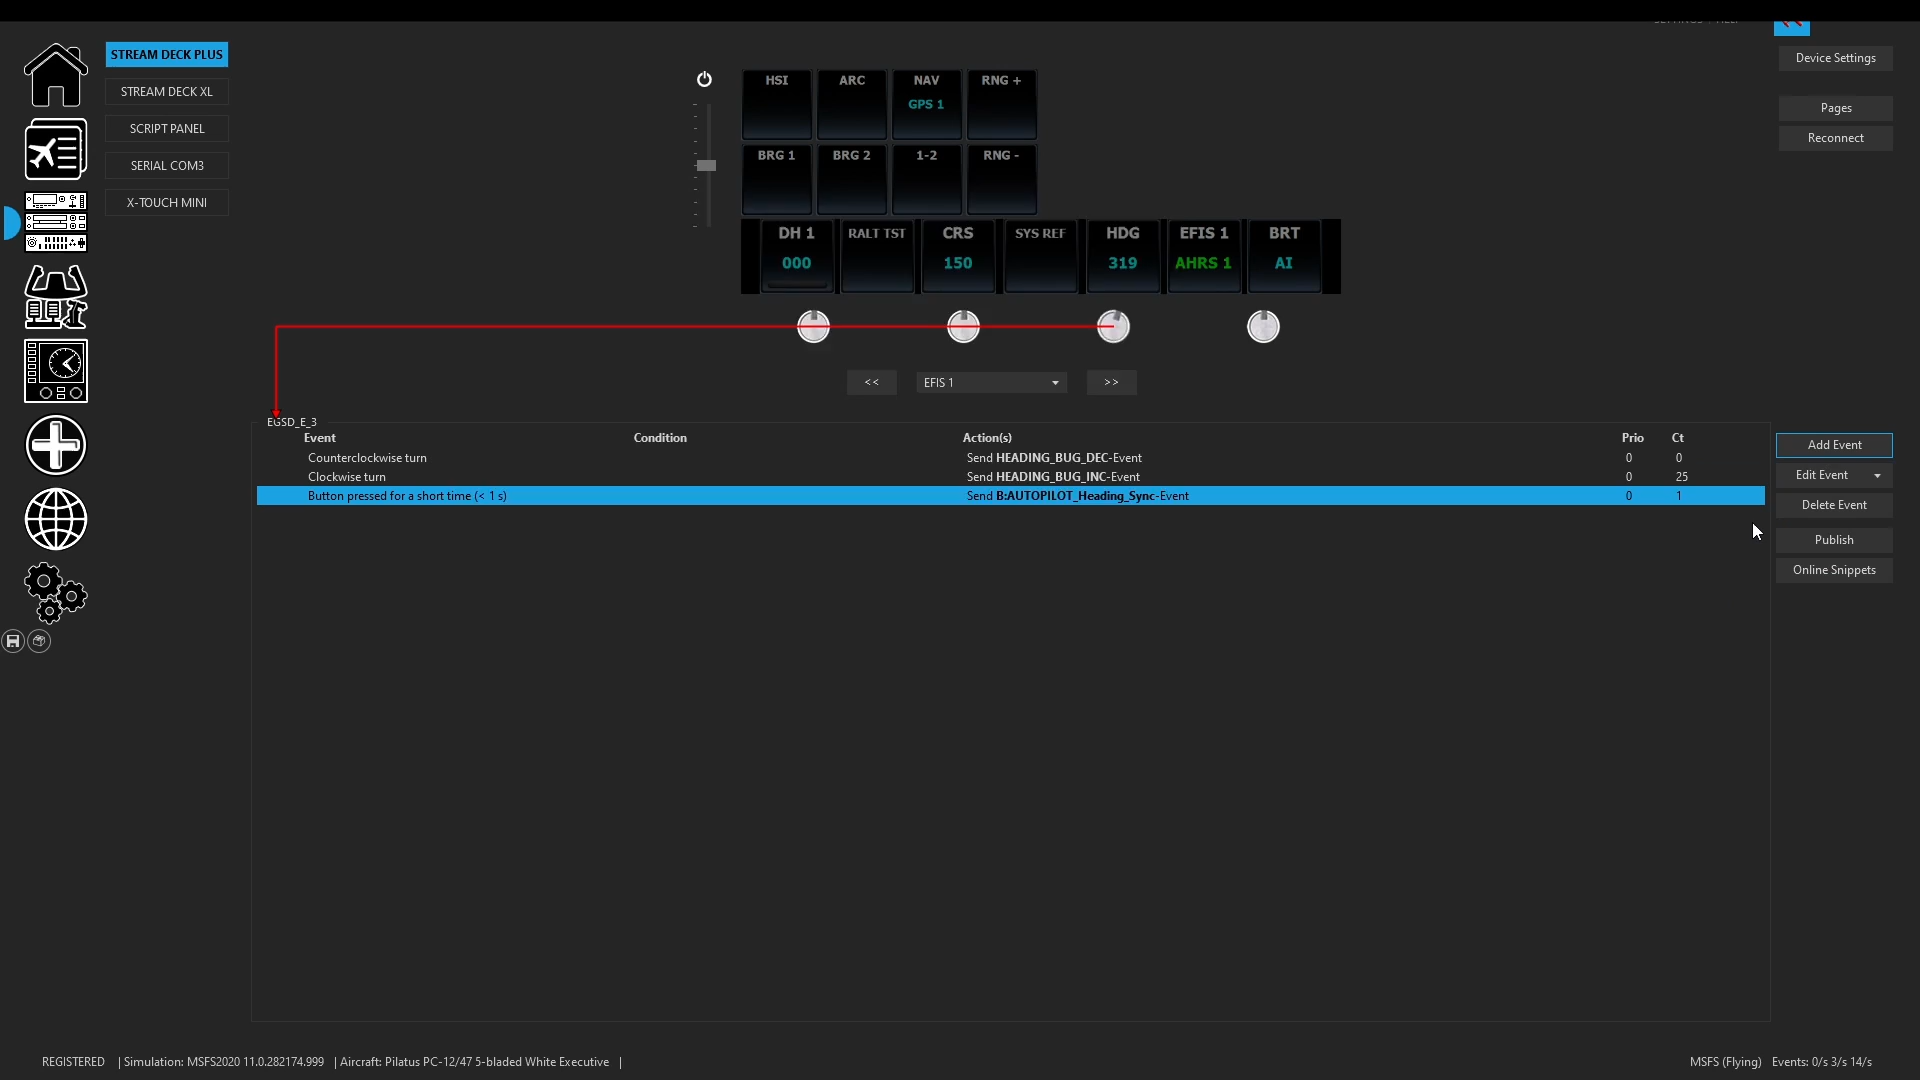 STREAM DECK PLUS
STREAM DECK XL
SCRIPT PANEL
SERIAL COM3
X-TOUCH MINI
HSI
ARC
NAV
GPS 1
RNG +
BRG 1
BRG 2
1-2
RNG -
DH 1
000
RALT TST
CRS
150
SYS REF
HDG
319
EFIS 1
AHRS 1
BRT
AI
<<
EFIS 1
>>
Device Settings
Pages
Reconnect
EGSD_E_3
Event Condition Action(s) Prio Ct
Counterclockwise turn Send HEADING_BUG_DEC-Event 0 0
Clockwise turn Send HEADING_BUG_INC-Event 0 25
Button pressed for a short time (< 1 s) Send B:AUTOPILOT_Heading_Sync-Event 0 1
Add Event
Edit Event
Delete Event
Publish
Online Snippets
REGISTERED | Simulation: MSFS2020 11.0.282174.999 | Aircraft: Pilatus PC-12/47 5-bladed White Executive |
MSFS (Flying) Events: 0/s 3/s 14/s